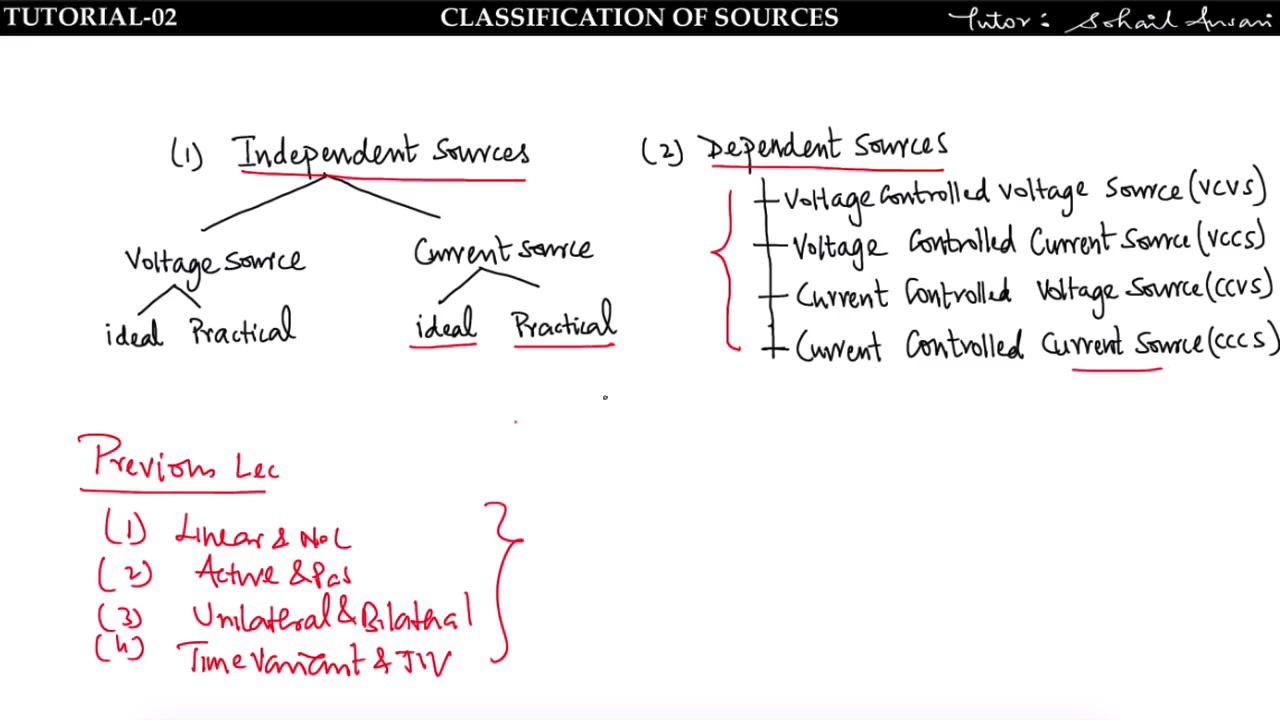 TUTORIAL-02 CLASSIFICATION OF SOURCES Tutor: Sohail Ansari
(1) Independent Sources
Voltage Source Current Source
ideal Practical ideal Practical
(2) Dependent Sources
Voltage Controlled Voltage Source (VCVS)
Voltage Controlled Current Source (VCCS)
Current Controlled Voltage Source (CCVS)
Current Controlled Current Source (CCCS)
Previous Lec
(1) Linear & NoL
(2) Active & Pas
(3) Unilateral & Bilateral
(4) Time Variant & TIV